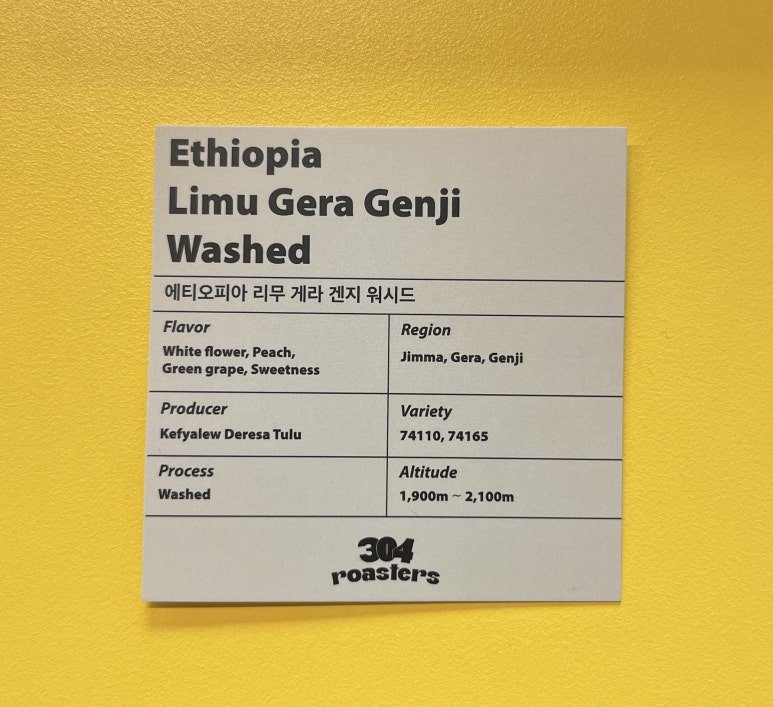 Ethiopia
Limu Gera Genji
Washed
에티오피아 리무 게라 겐지 워시드
Flavor
White flower, Peach,
Green grape, Sweetness
Region
Jimma, Gera, Genji
Producer
Kefyalew Deresa Tulu
Variety
74110, 74165
Process
Washed
Altitude
1,900m ~ 2,100m
304
roasters